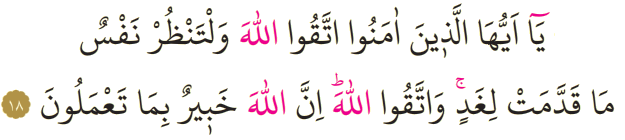 يَٓا اَيُّهَا الَّذ۪ينَ اٰمَنُوا اتَّقُوا اللّٰهَ وَلْتَنْظُرْ نَفْسٌ
مَا قَدَّمَتْ لِغَدٍۚ وَاتَّقُوا اللّٰهَۜ اِنَّ اللّٰهَ خَب۪يرٌ بِمَا تَعْمَلُونَ ١٨